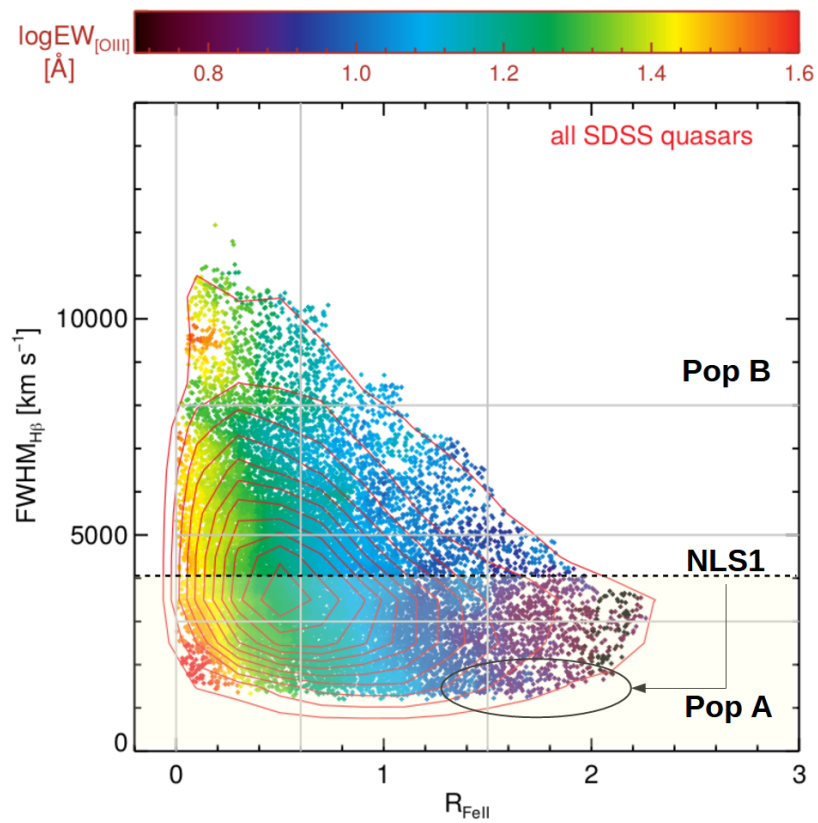 logEW[OIII]
[Å]
0.8 1.0 1.2 1.4 1.6
all SDSS quasars
10000
Pop B
FWHMHβ [km s⁻¹]
5000
NLS1
Pop A
0
0 1 2 3
RFeII